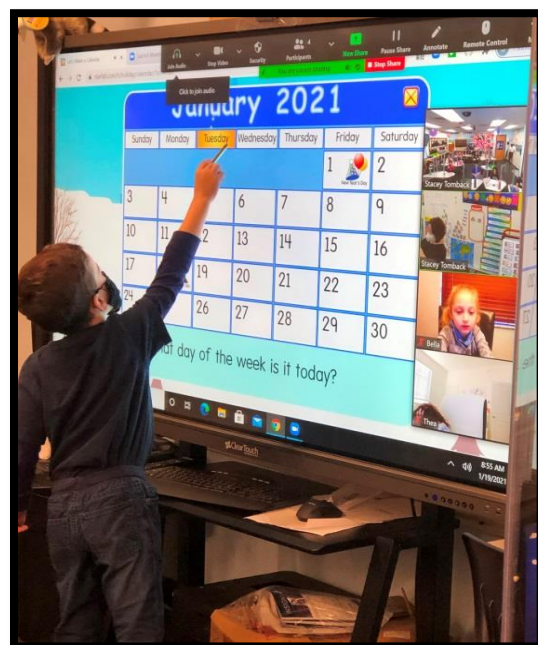 Join Audio
Stop Video
Security
Participants
New Share
Pause Share
Annotate
Remote Control
Stop Share
Click to join audio
January 2021
Sunday Monday Tuesday Wednesday Thursday Friday Saturday
1 2
New Year's Day
3 4 6 7 8 9
10 11 2 13 14 15 16
17 19 20 21 22 23
24 26 27 28 29 30
at day of the week is it today?
Stacey Tomback
Stacey Tomback
Bella
Thea
ClearTouch
8:55 AM
1/19/2021